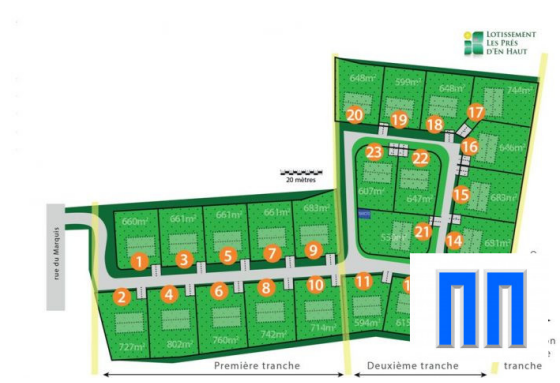 LOTISSEMENT
LES PRÉS
D'EN HAUT
648m²
599m²
648m²
744m²
20
19
18
17
23
22
16
646m²
607m²
647m²
15
683m²
20 mètres
21
14
631m²
660m²
661m²
661m²
661m²
683m²
1
3
5
7
9
rue du Marquis
2
4
6
8
10
11
727m²
802m²
760m²
742m²
714m²
594m²
Première tranche
Deuxième tranche
tranche